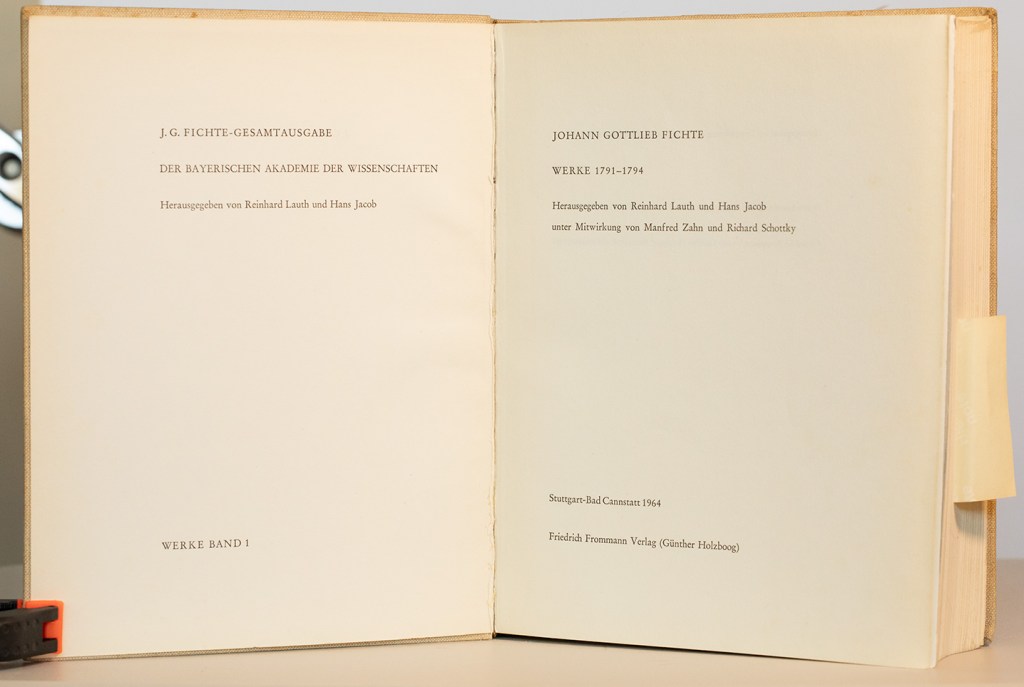 J. G. FICHTE-GESAMTAUSGABE
DER BAYERISCHEN AKADEMIE DER WISSENSCHAFTEN
Herausgegeben von Reinhard Lauth und Hans Jacob
WERKE BAND 1
JOHANN GOTTLIEB FICHTE
WERKE 1791–1794
Herausgegeben von Reinhard Lauth und Hans Jacob
unter Mitwirkung von Manfred Zahn und Richard Schottky
Stuttgart-Bad Cannstatt 1964
Friedrich Frommann Verlag (Günther Holzboog)